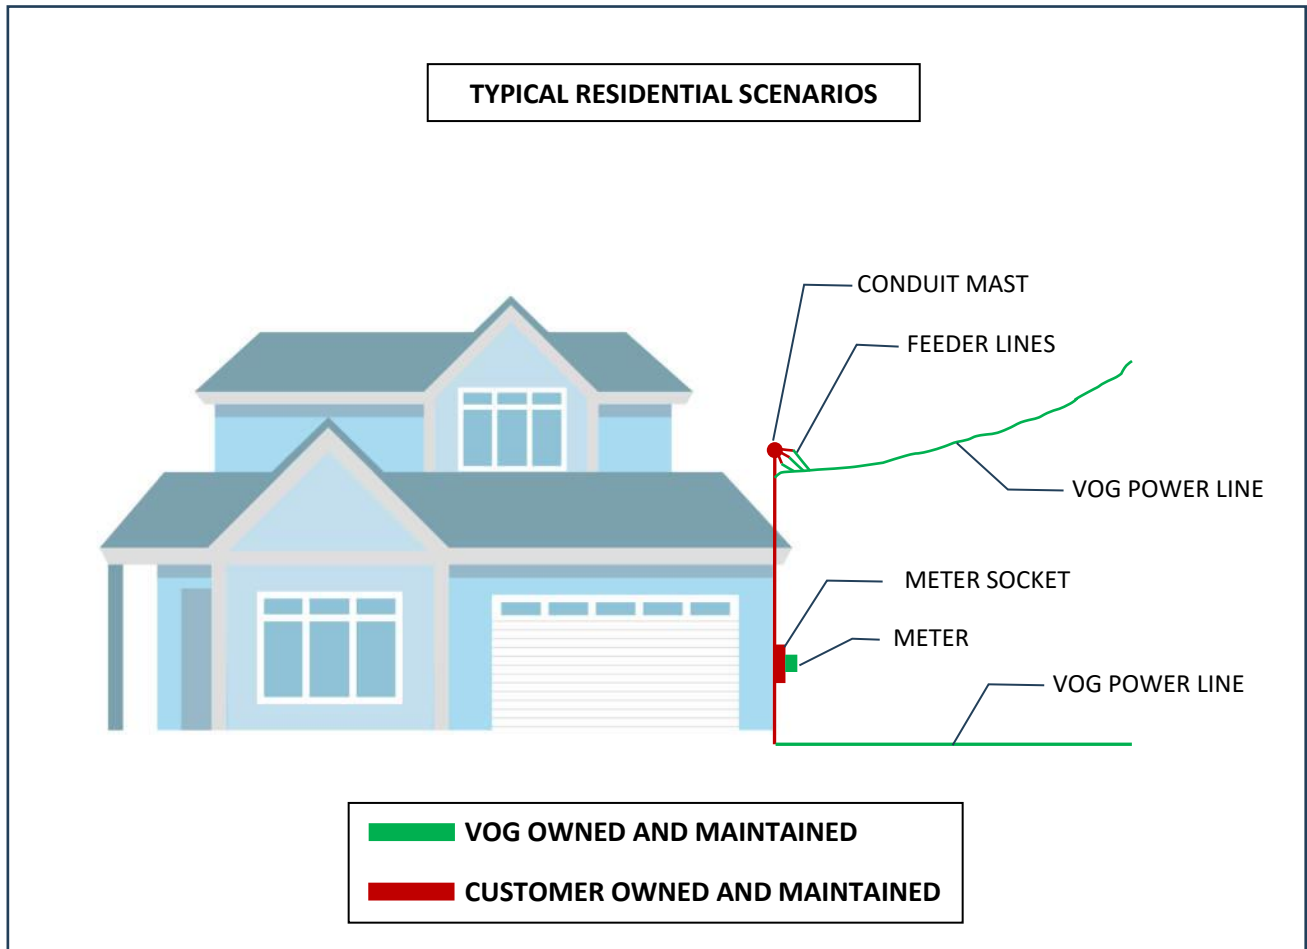 TYPICAL RESIDENTIAL SCENARIOS
CONDUIT MAST
FEEDER LINES
VOG POWER LINE
METER SOCKET
METER
VOG POWER LINE
VOG OWNED AND MAINTAINED
CUSTOMER OWNED AND MAINTAINED